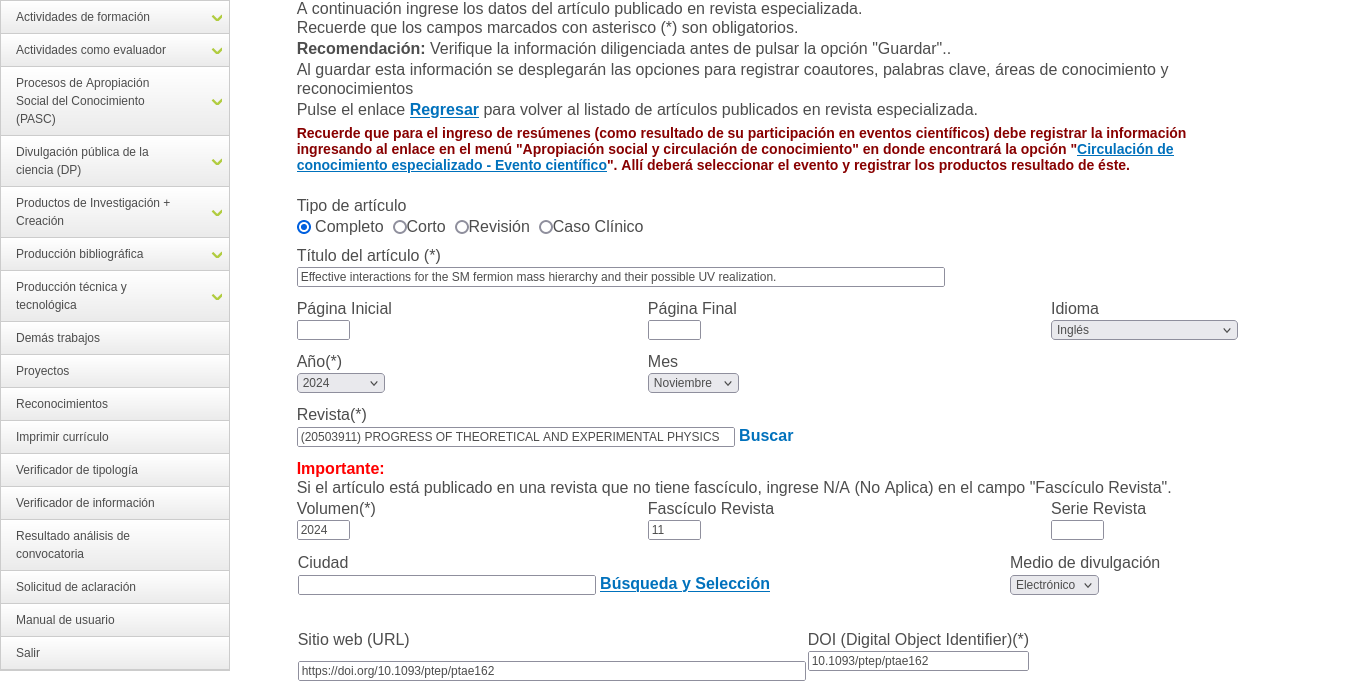 Actividades de formación
Actividades como evaluador
Procesos de Apropiación
Social del Conocimiento
(PASC)
Divulgación pública de la
ciencia (DP)
Productos de Investigación +
Creación
Producción bibliográfica
Producción técnica y
tecnológica
Demás trabajos
Proyectos
Reconocimientos
Imprimir currículo
Verificador de tipología
Verificador de información
Resultado análisis de
convocatoria
Solicitud de aclaración
Manual de usuario
Salir
A continuación ingrese los datos del artículo publicado en revista especializada.
Recuerde que los campos marcados con asterisco (*) son obligatorios.
Recomendación: Verifique la información diligenciada antes de pulsar la opción "Guardar"..
Al guardar esta información se desplegarán las opciones para registrar coautores, palabras clave, áreas de conocimiento y
reconocimientos
Pulse el enlace Regresar para volver al listado de artículos publicados en revista especializada.
Recuerde que para el ingreso de resúmenes (como resultado de su participación en eventos científicos) debe registrar la información
ingresando al enlace en el menú "Apropiación social y circulación de conocimiento" en donde encontrará la opción "Circulación de
conocimiento especializado - Evento científico". Allí deberá seleccionar el evento y registrar los productos resultado de éste.
Tipo de artículo
Completo Corto Revisión Caso Clínico
Título del artículo (*)
Effective interactions for the SM fermion mass hierarchy and their possible UV realization.
Página Inicial Página Final Idioma
Inglés
Año(*) Mes
2024 Noviembre
Revista(*)
(20503911) PROGRESS OF THEORETICAL AND EXPERIMENTAL PHYSICS Buscar
Importante:
Si el artículo está publicado en una revista que no tiene fascículo, ingrese N/A (No Aplica) en el campo "Fascículo Revista".
Volumen(*) Fascículo Revista Serie Revista
2024 11
Ciudad Medio de divulgación
Búsqueda y Selección Electrónico
Sitio web (URL) DOI (Digital Object Identifier)(*)
https://doi.org/10.1093/ptep/ptae162 10.1093/ptep/ptae162